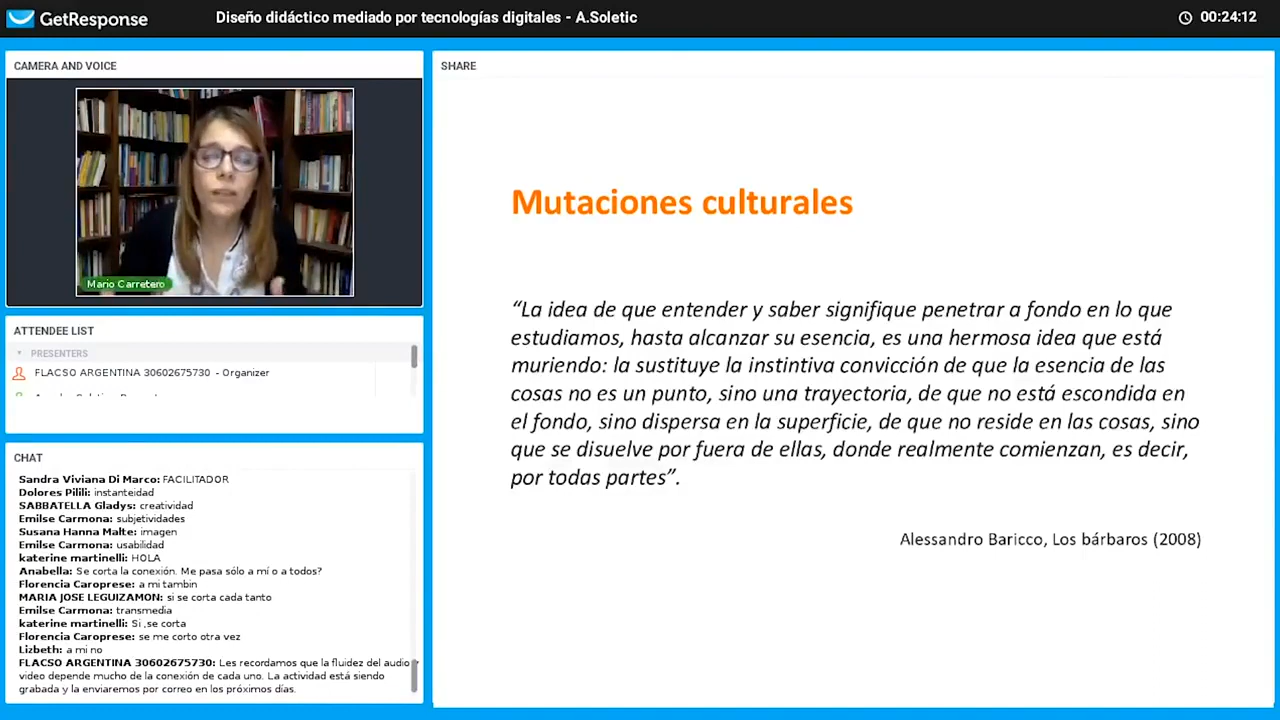 GetResponse
Diseño didáctico mediado por tecnologías digitales - A.Soletic
00:24:12
CAMERA AND VOICE
Mario Carretero
ATTENDEE LIST
PRESENTERS
FLACSO ARGENTINA 30602675730 - Organizer
CHAT
Sandra Viviana Di Marco: FACILITADOR
Dolores Pilili: instanteidad
SABBATELLA Gladys: creatividad
Emilse Carmona: subjetividades
Susana Hanna Malte: imagen
Emilse Carmona: usabilidad
katerine martinelli: HOLA
Anabella: Se corta la conexión. Me pasa sólo a mí o a todos?
Florencia Caroprese: a mi tambin
MARIA JOSE LEGUIZAMON: si se corta cada tanto
Emilse Carmona: transmedia
katerine martinelli: Si ,se corta
Florencia Caroprese: se me corto otra vez
Lizbeth: a mi no
FLACSO ARGENTINA 30602675730: Les recordamos que la fluidez del audio y
video depende mucho de la conexión de cada uno. La actividad está siendo
grabada y la enviaremos por correo en los próximos días.
SHARE
Mutaciones culturales
“La idea de que entender y saber signifique penetrar a fondo en lo que
estudiamos, hasta alcanzar su esencia, es una hermosa idea que está
muriendo: la sustituye la instintiva convicción de que la esencia de las
cosas no es un punto, sino una trayectoria, de que no está escondida en
el fondo, sino dispersa en la superficie, de que no reside en las cosas, sino
que se disuelve por fuera de ellas, donde realmente comienzan, es decir,
por todas partes”.
Alessandro Baricco, Los bárbaros (2008)